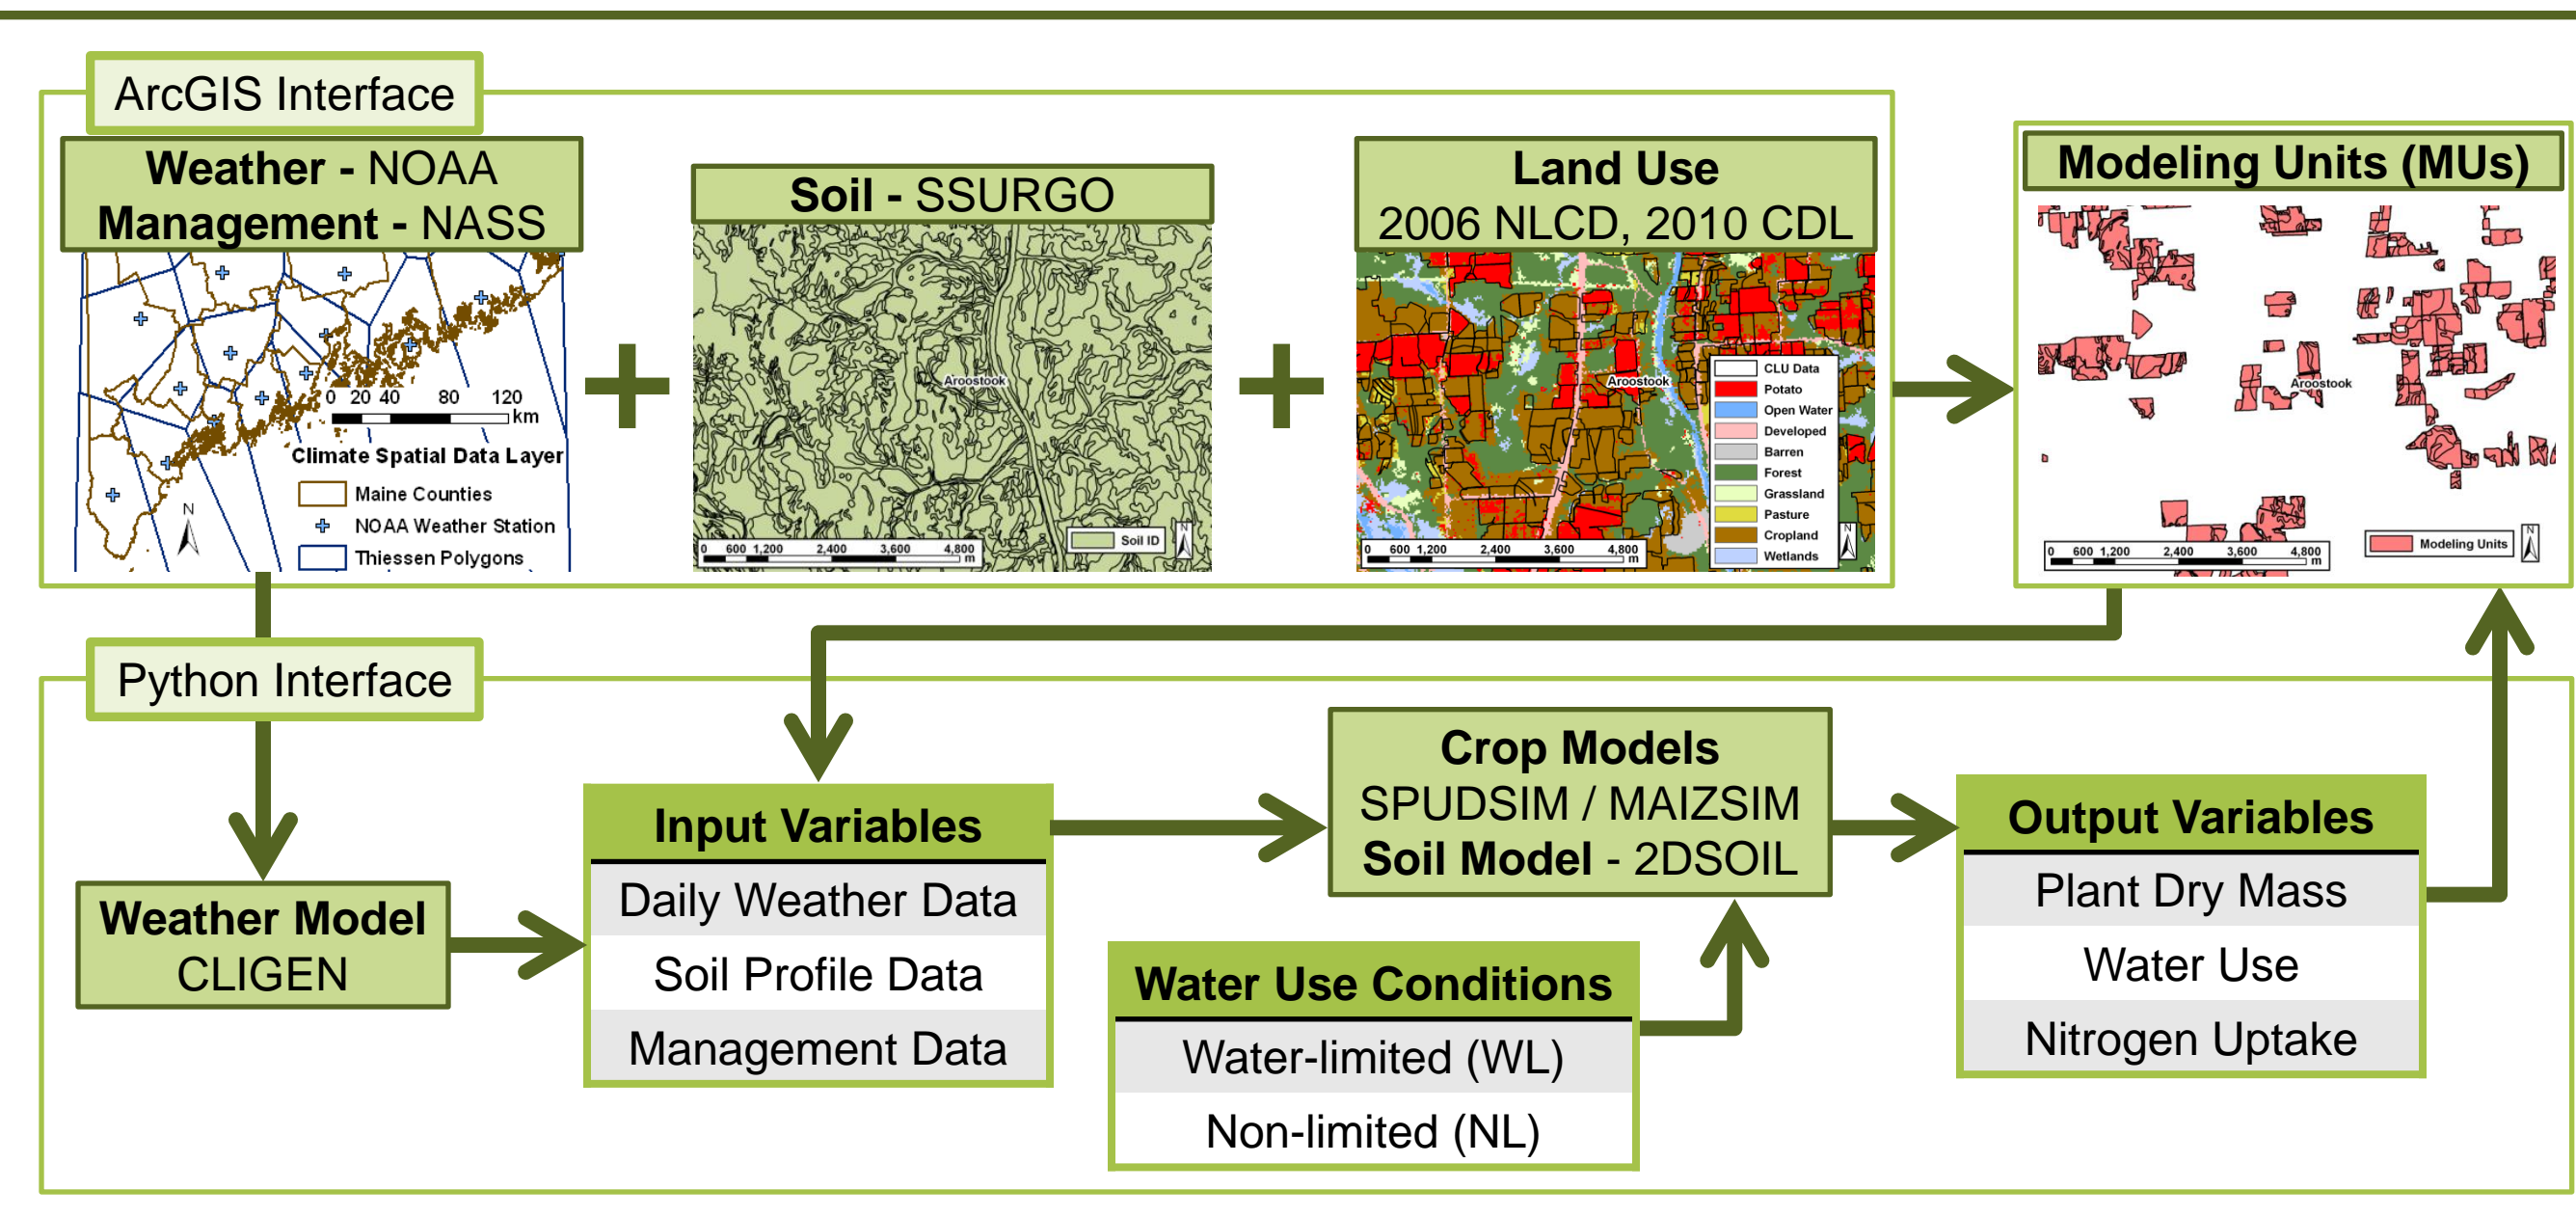 ArcGIS Interface
Weather - NOAA
Management - NASS
0 20 40 80 120
km
Climate Spatial Data Layer
Maine Counties
NOAA Weather Station
Thiessen Polygons
N
Soil - SSURGO
Aroostook
Soil ID
N
0 600 1,200 2,400 3,600 4,800
m
Land Use
2006 NLCD, 2010 CDL
Aroostook
CLU Data
Potato
Open Water
Developed
Barren
Forest
Grassland
Pasture
Cropland
Wetlands
N
0 600 1,200 2,400 3,600 4,800
m
Modeling Units (MUs)
Aroostook
0 600 1,200 2,400 3,600 4,800
m
Modeling Units
N
Python Interface
Weather Model
CLIGEN
Input Variables
Daily Weather Data
Soil Profile Data
Management Data
Crop Models
SPUDSIM / MAIZSIM
Soil Model - 2DSOIL
Water Use Conditions
Water-limited (WL)
Non-limited (NL)
Output Variables
Plant Dry Mass
Water Use
Nitrogen Uptake